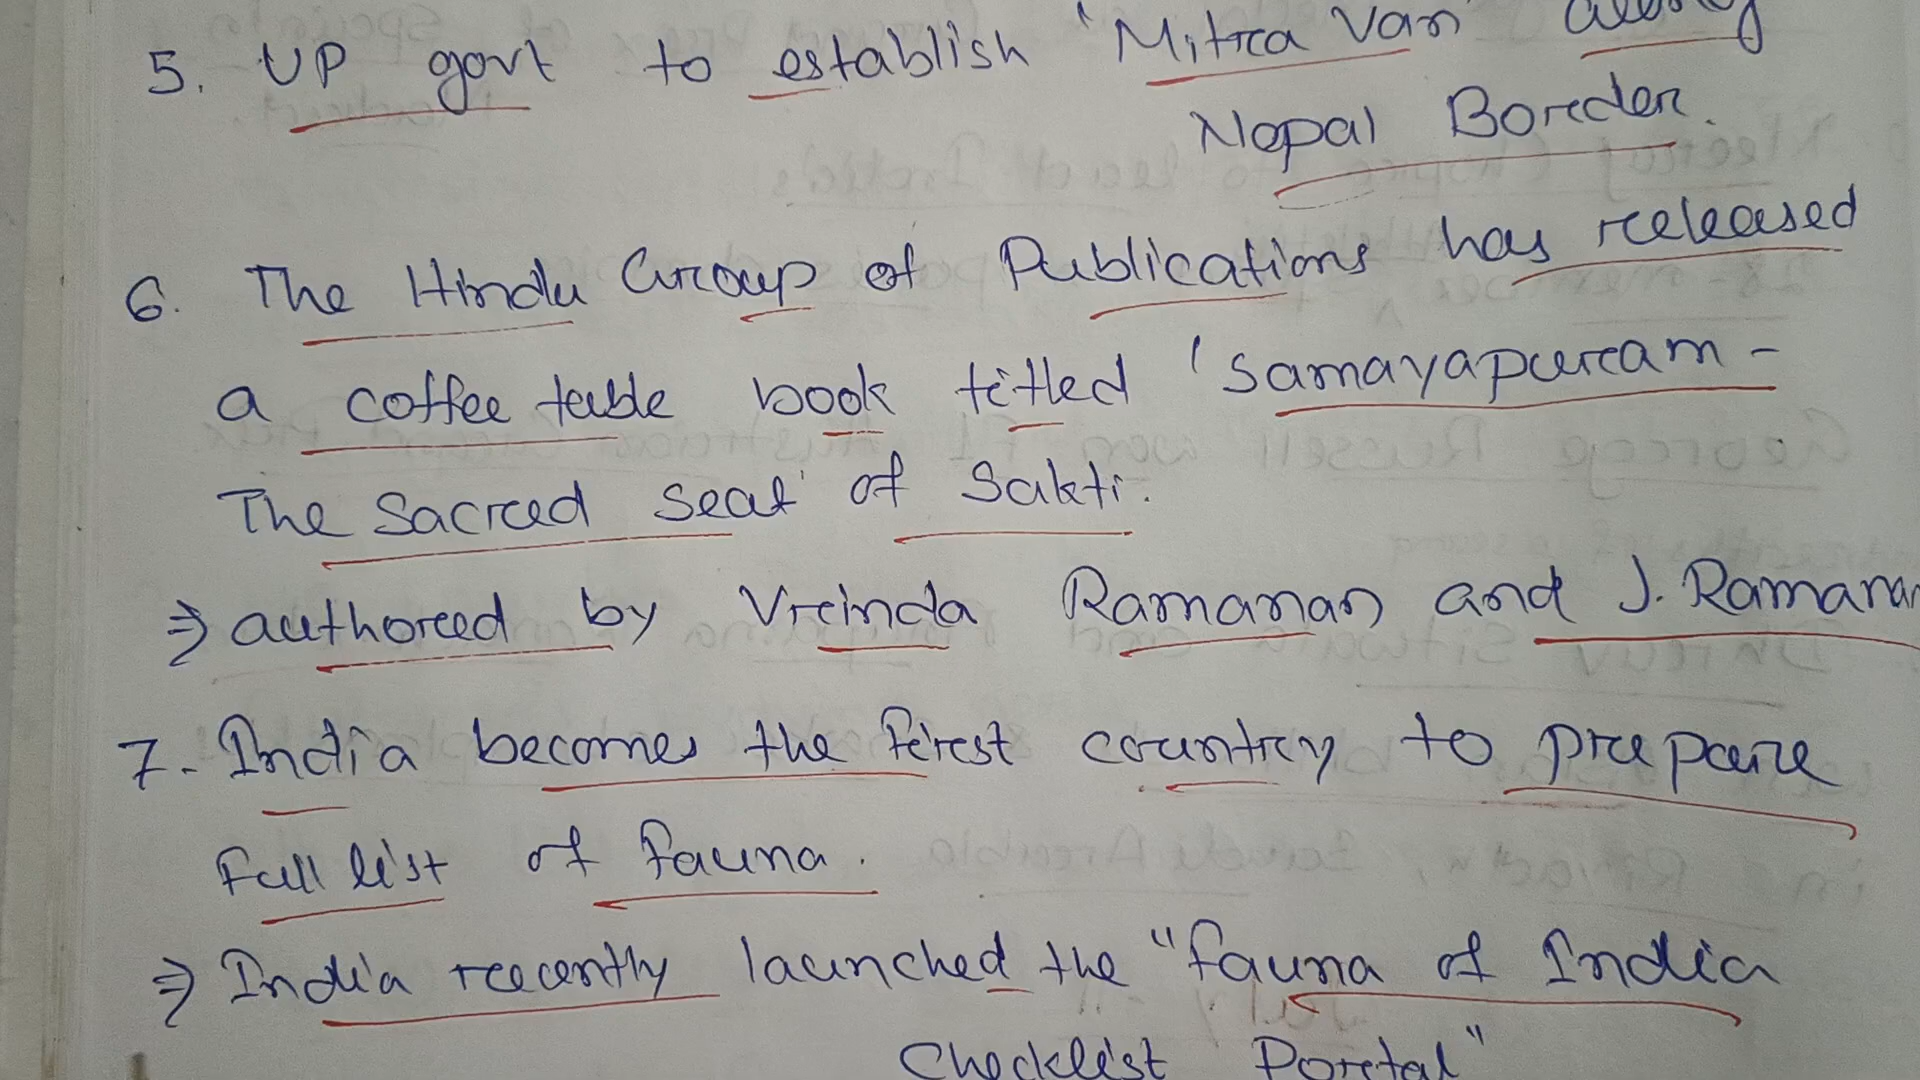 5. UP govt to establish 'Mitra Van' along
Nepal Border.
6. The Hindu Group of Publications has released
a coffee table book titled 'Samayapuram -
The Sacred Seat' of Sakti.
⇒ authored by Vrinda Ramanan and J. Ramanan
7. India becomes the first country to prepare
full list of fauna.
⇒ India recently launched the "fauna of India
Checklist Portal"